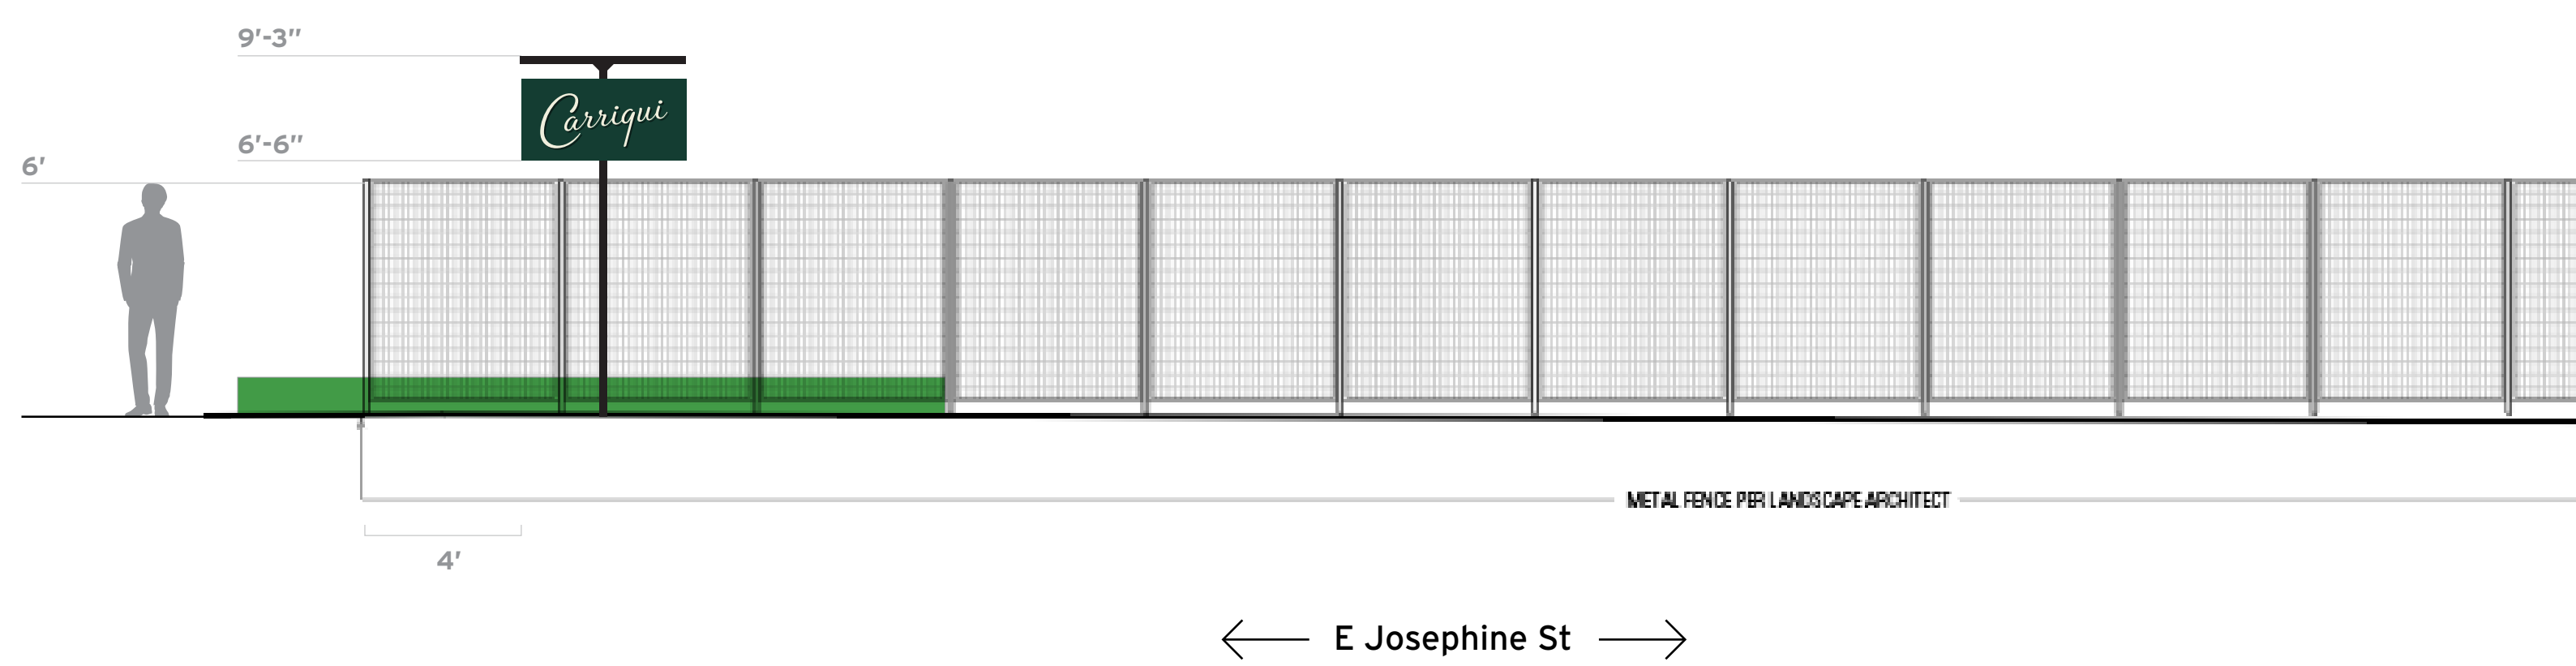 9'-3"
Carriqui
6'-6"
6'
METAL FENCE PER LANDSCAPE ARCHITECT
4'
E Josephine St